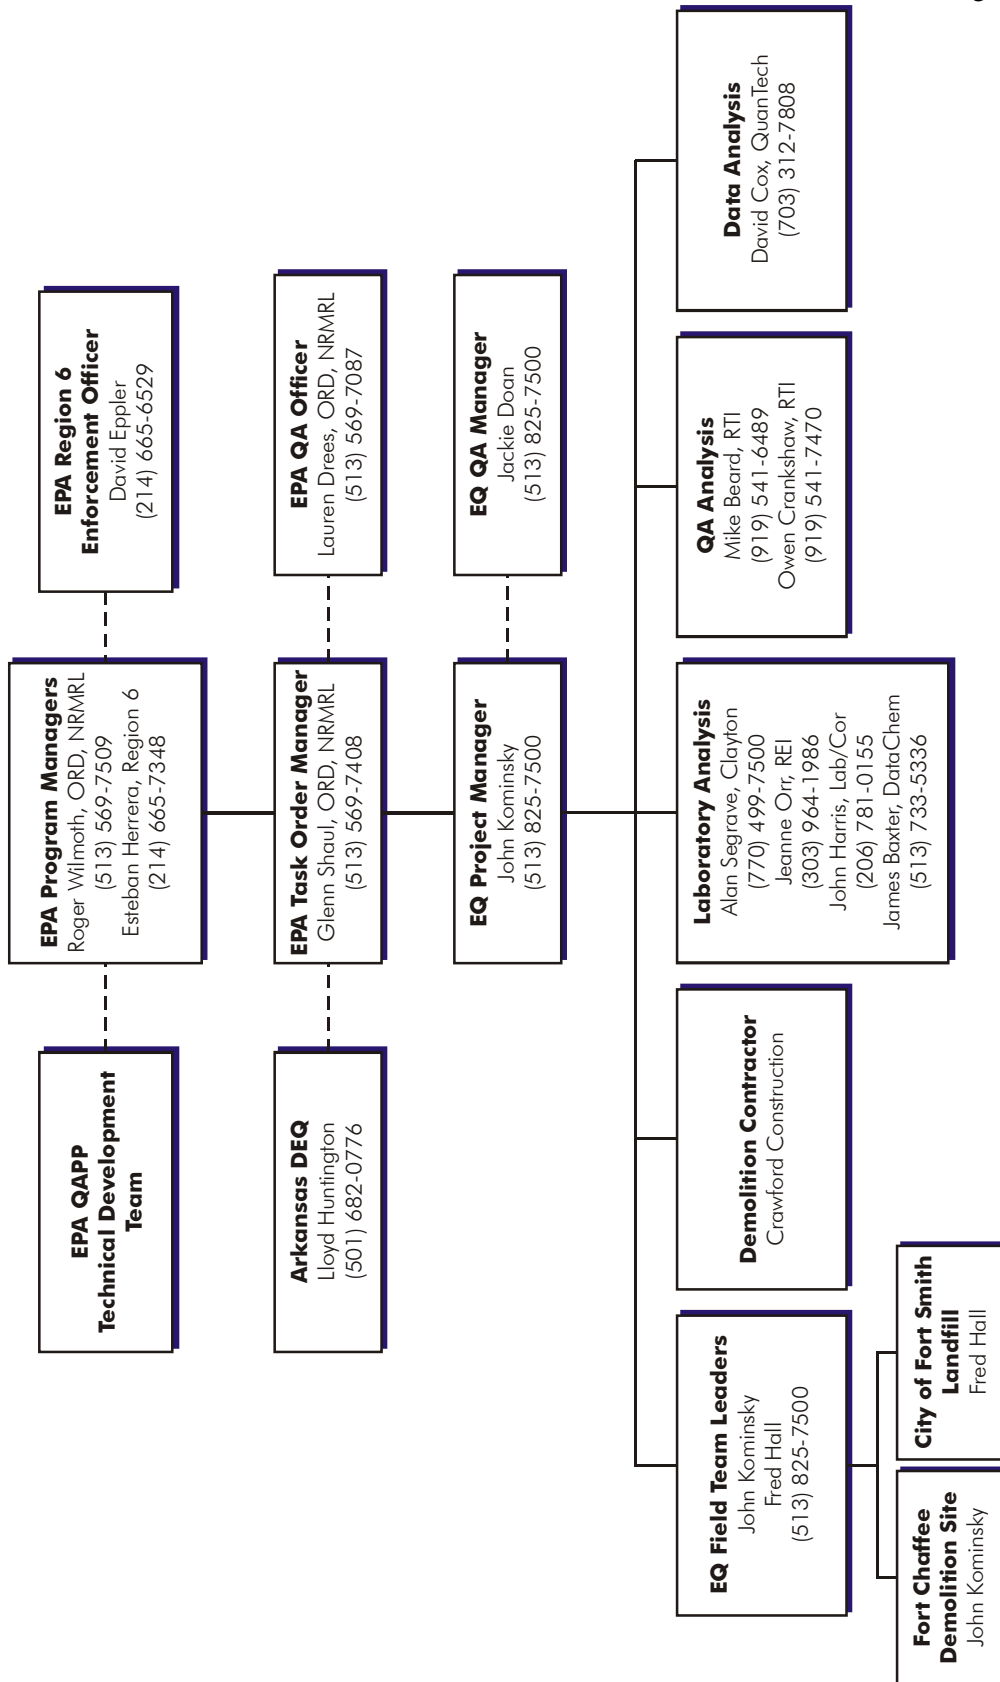 EPA QAPP
Technical Development
Team
EPA Program Managers
Roger Wilmoth, ORD, NRMRL
(513) 569-7509
Esteban Herrera, Region 6
(214) 665-7348
EPA Region 6
Enforcement Officer
David Eppler
(214) 665-6529
Arkansas DEQ
Lloyd Huntington
(501) 682-0776
EPA Task Order Manager
Glenn Shaul, ORD, NRMRL
(513) 569-7408
EPA QA Officer
Lauren Drees, ORD, NRMRL
(513) 569-7087
EQ Project Manager
John Kominsky
(513) 825-7500
EQ QA Manager
Jackie Doan
(513) 825-7500
EQ Field Team Leaders
John Kominsky
Fred Hall
(513) 825-7500
Demolition Contractor
Crawford Construction
Laboratory Analysis
Alan Segrave, Clayton
(770) 499-7500
Jeanne Orr, REI
(303) 964-1986
John Harris, Lab/Cor
(206) 781-0155
James Baxter, DataChem
(513) 733-5336
QA Analysis
Mike Beard, RTI
(919) 541-6489
Owen Crankshaw, RTI
(919) 541-7470
Data Analysis
David Cox, QuanTech
(703) 312-7808
Fort Chaffee
Demolition Site
John Kominsky
City of Fort Smith
Landfill
Fred Hall